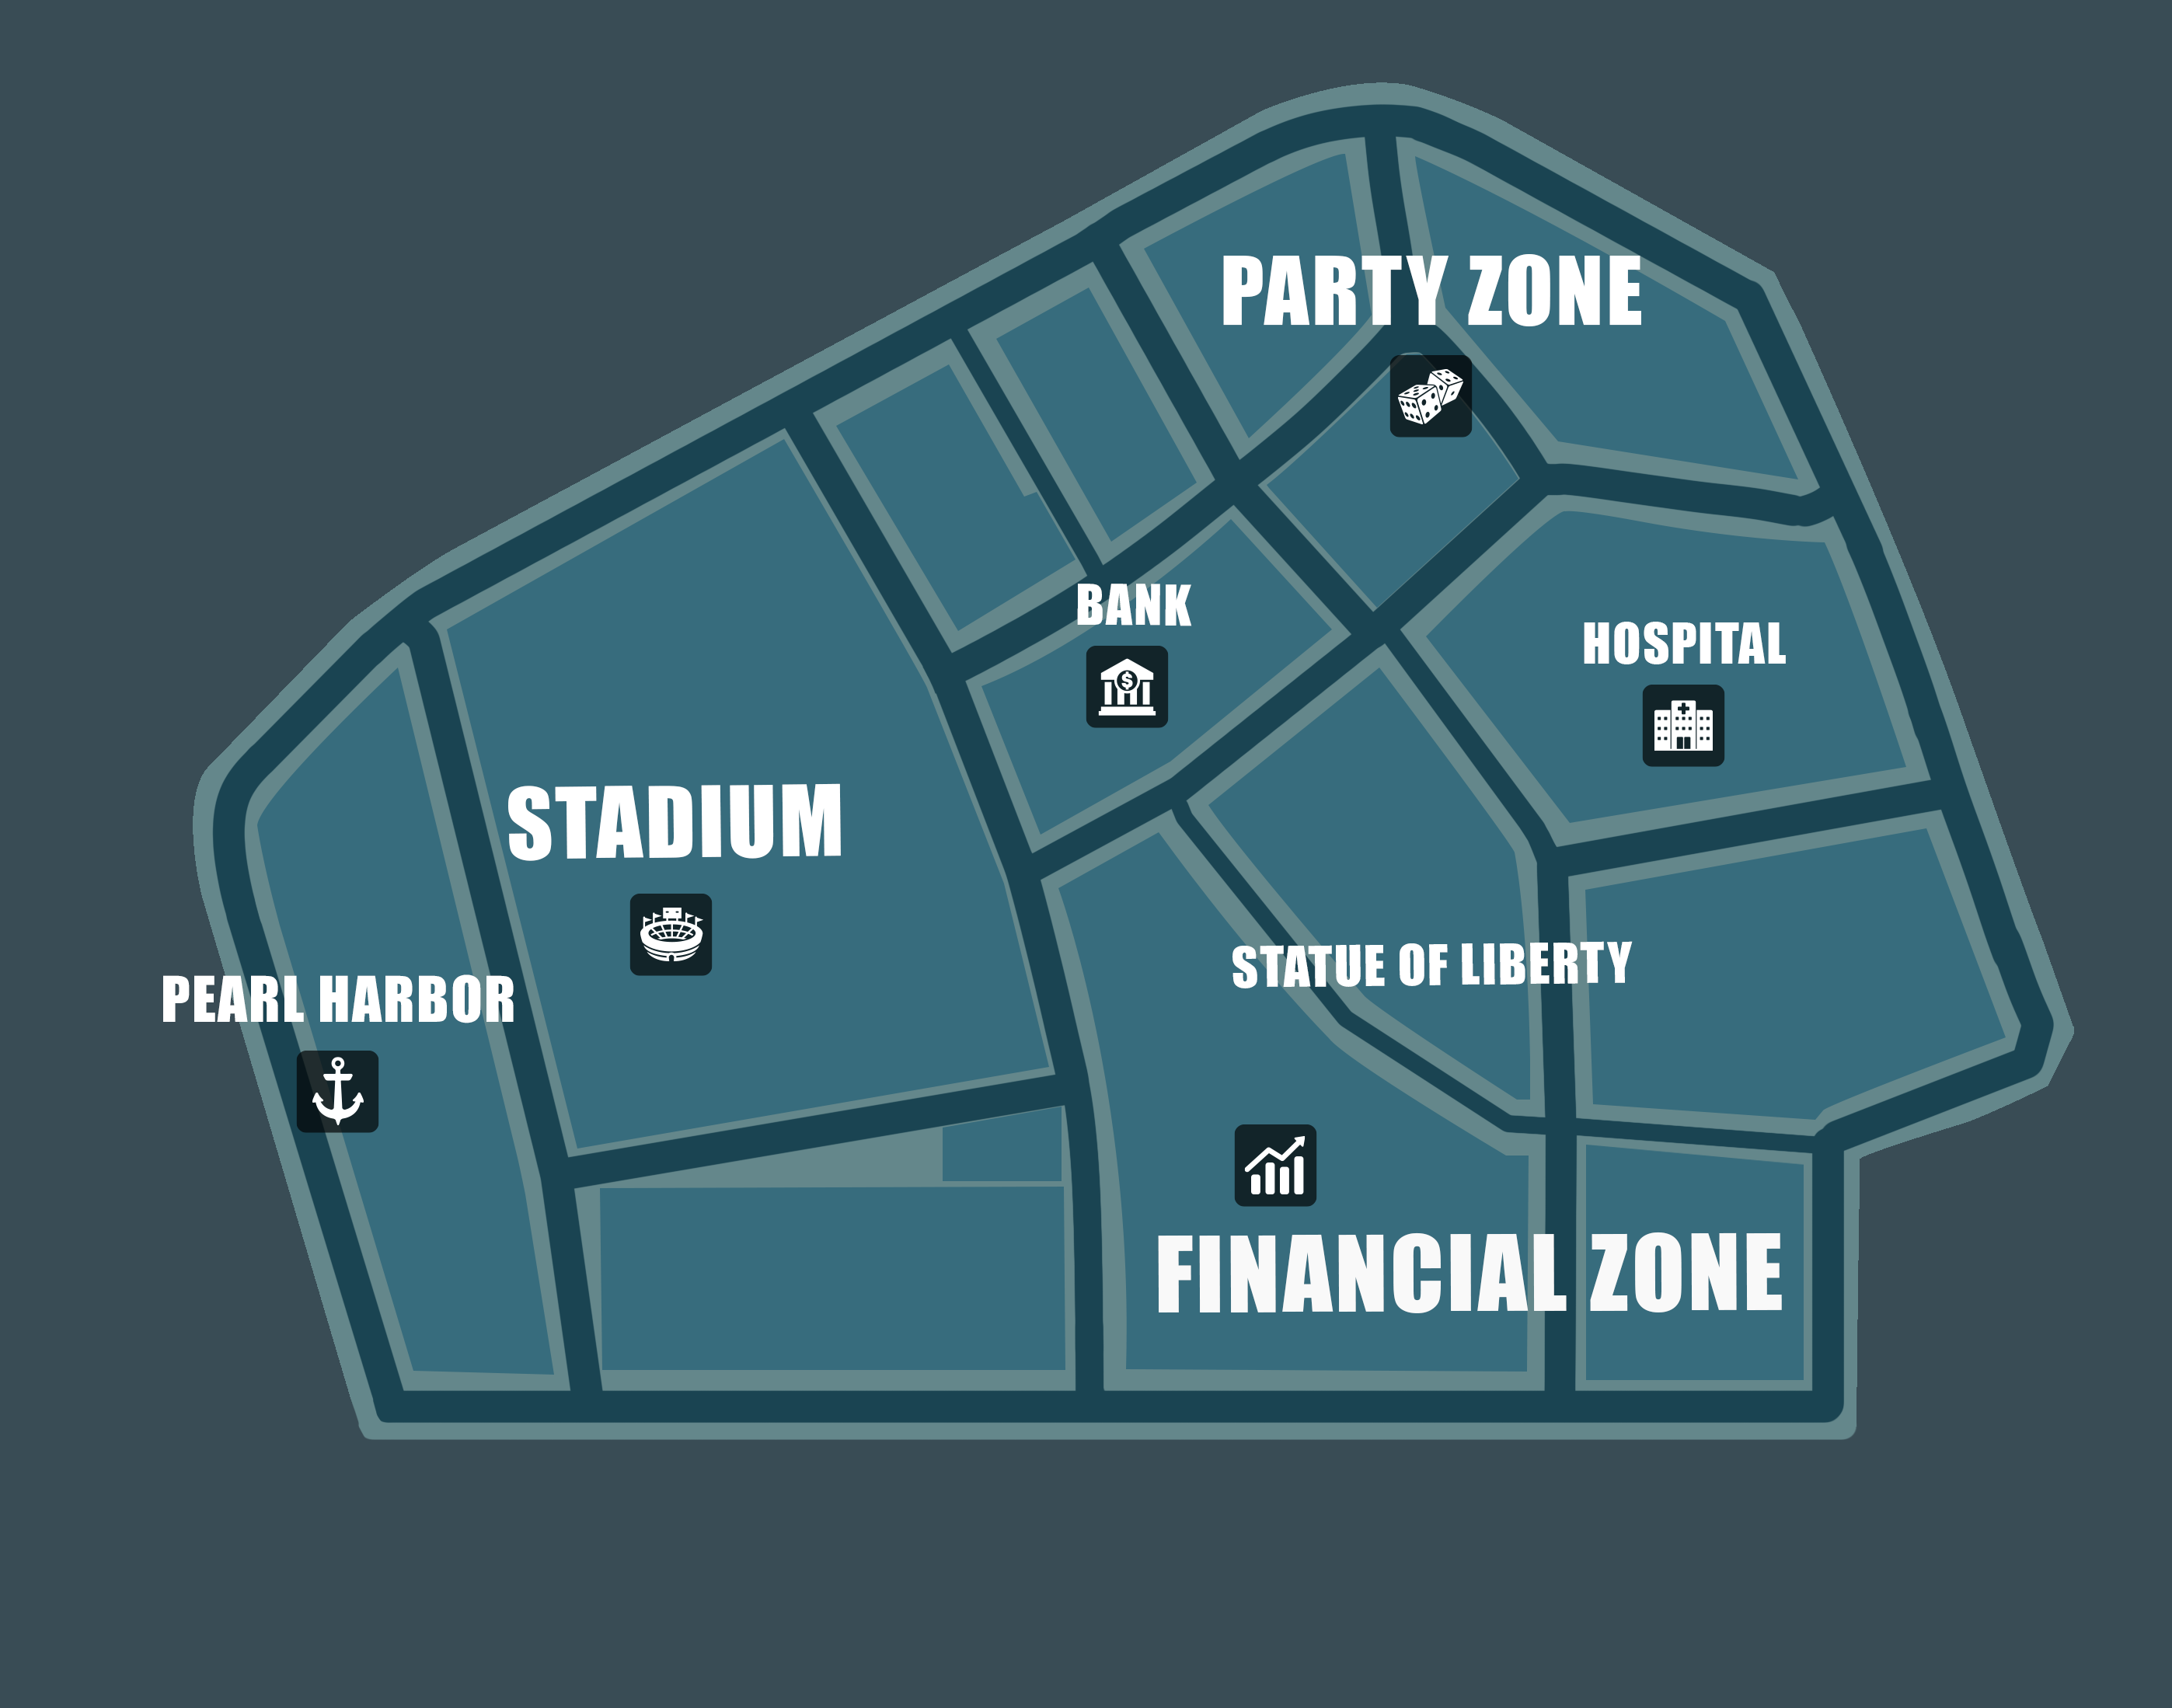 PARTY ZONE
BANK
HOSPITAL
STADIUM
STATUE OF LIBERTY
PEARL HARBOR
FINANCIAL ZONE